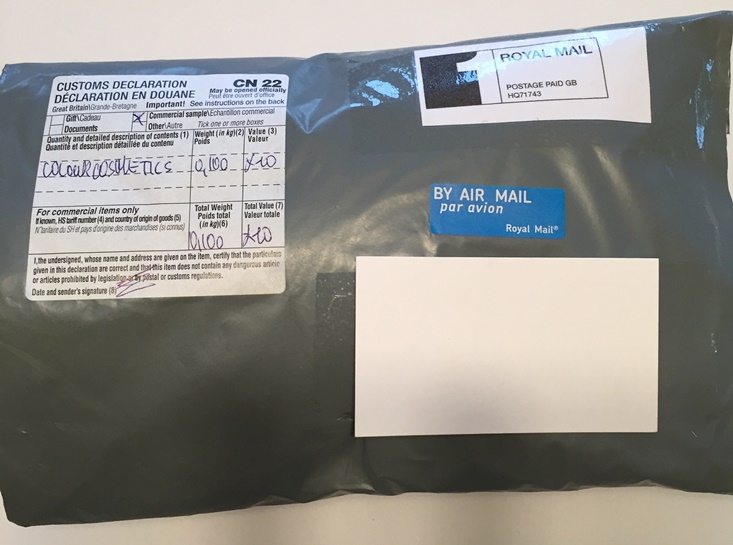 CUSTOMS DECLARATION CN 22
DÉCLARATION EN DOUANE May be opened officially
Peut être ouvert d'office
Great Britain\Grande-Bretagne Important! See instructions on the back
Gift\Cadeau X Commercial sample\Echantillon commercial
Documents Other\Autre Tick one or more boxes
Quantity and detailed description of contents (1) Weight (in kg)(2) Value (3)
Quantité et description détaillée du contenu Poids Valeur
COLOUR COSMETICS 0,100 £10
For commercial items only Total Weight Total Value (7)
If known, HS tariff number (4) and country of origin of goods (5) Poids total Valeur totale
N°tarifaire du SH et pays d'origine des marchandises (si connus) (in kg)(6)
0,100 £10
I, the undersigned, whose name and address are given on the item, certify that the particulars
given in this declaration are correct and that this item does not contain any dangerous article
or articles prohibited by legislation or by postal or customs regulations.
Date and sender's signature (8)
1
ROYAL MAIL
POSTAGE PAID GB
HQ71743
BY AIR MAIL
par avion
Royal Mail®